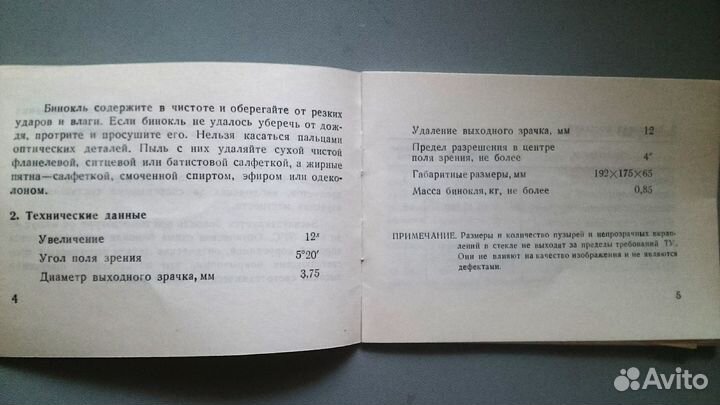 Бинокль содержите в чистоте и оберегайте от резких
ударов и влаги. Если бинокль не удалось уберечь от дож-
дя, протрите и просушите его. Нельзя касаться пальцами
оптических деталей. Пыль с них удаляйте сухой чистой
фланелевой, ситцевой или батистовой салфеткой, а жирные
пятна—салфеткой, смоченной спиртом, эфиром или одеко-
лоном.
2. Технические данные
Увеличение 12х
Угол поля зрения 5°20′
Диаметр выходного зрачка, мм 3,75
4
Удаление выходного зрачка, мм 12
Предел разрешения в центре
поля зрения, не более 4″
Габаритные размеры, мм 192×175×65
Масса бинокля, кг, не более 0,85
ПРИМЕЧАНИЕ. Размеры и количество пузырей и непрозрачных вкрап-
лений в стекле не выходят за пределы требований ТУ.
Они не влияют на качество изображения и не являются
дефектами.
5
Avito